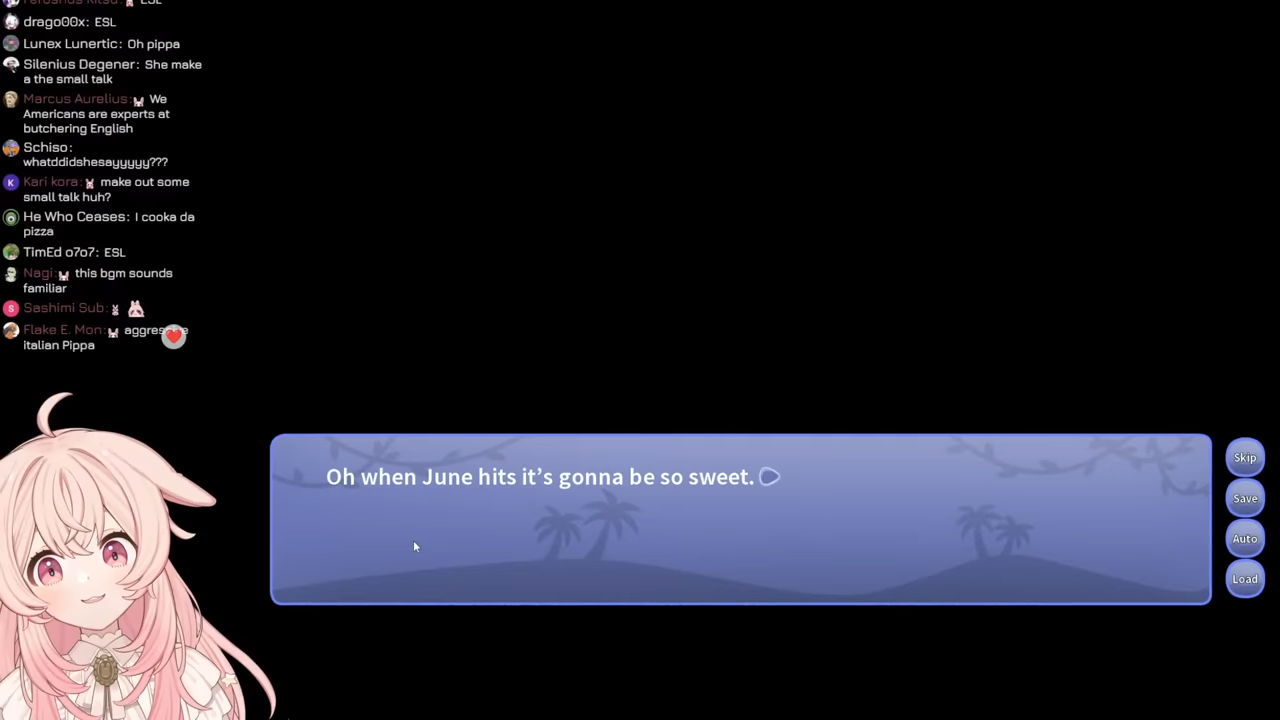 drago00x: ESL
Lunex Lunertic: Oh pippa
Silenius Degener: She make
a the small talk
Marcus Aurelius: We
Americans are experts at
butchering English
Schiso:
whatddidshesayyyyy???
Kari kora: make out some
small talk huh?
He Who Ceases: I cooka da
pizza
TimEd o7o7: ESL
Nagi: this bgm sounds
familiar
Sashimi Sub:
Flake E. Mon:
italian Pippa
Oh when June hits it’s gonna be so sweet.
Skip
Save
Auto
Load